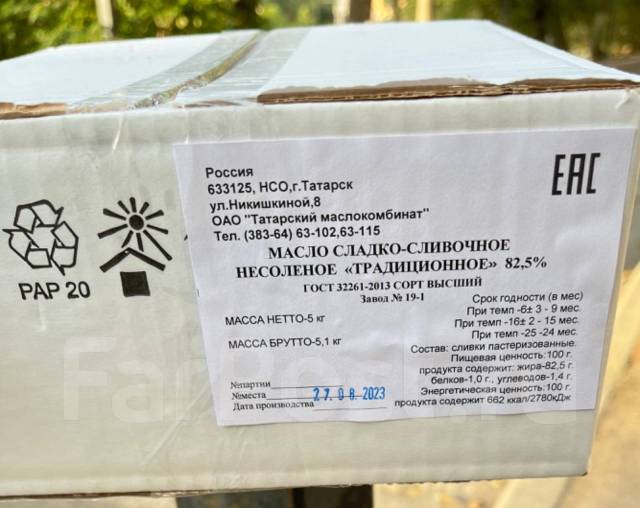 Россия
633125, НСО,г.Татарск
ул.Никишкиной,8
ОАО "Татарский маслокомбинат"
Тел. (383-64) 63-102,63-115
EAC
МАСЛО СЛАДКО-СЛИВОЧНОЕ
НЕСОЛЕНОЕ «ТРАДИЦИОННОЕ» 82,5%
ГОСТ 32261-2013 СОРТ ВЫСШИЙ
Завод № 19-1
МАССА НЕТТО-5 кг
МАССА БРУТТО-5,1 кг
Срок годности (в мес)
При темп -6± 3 - 9 мес.
При темп -16± 2 - 15 мес.
При темп -25 -24 мес.
Состав: сливки пастеризованные.
Пищевая ценность:100 г.
продукта содержит: жира-82,5 г.
белков-1,0 г., углеводов-1,4 г.
Энергетическая ценность:100 г.
продукта содержит 662 ккал/2780кДж
№партии
№места
Дата производства
27.08.2023
PAP 20